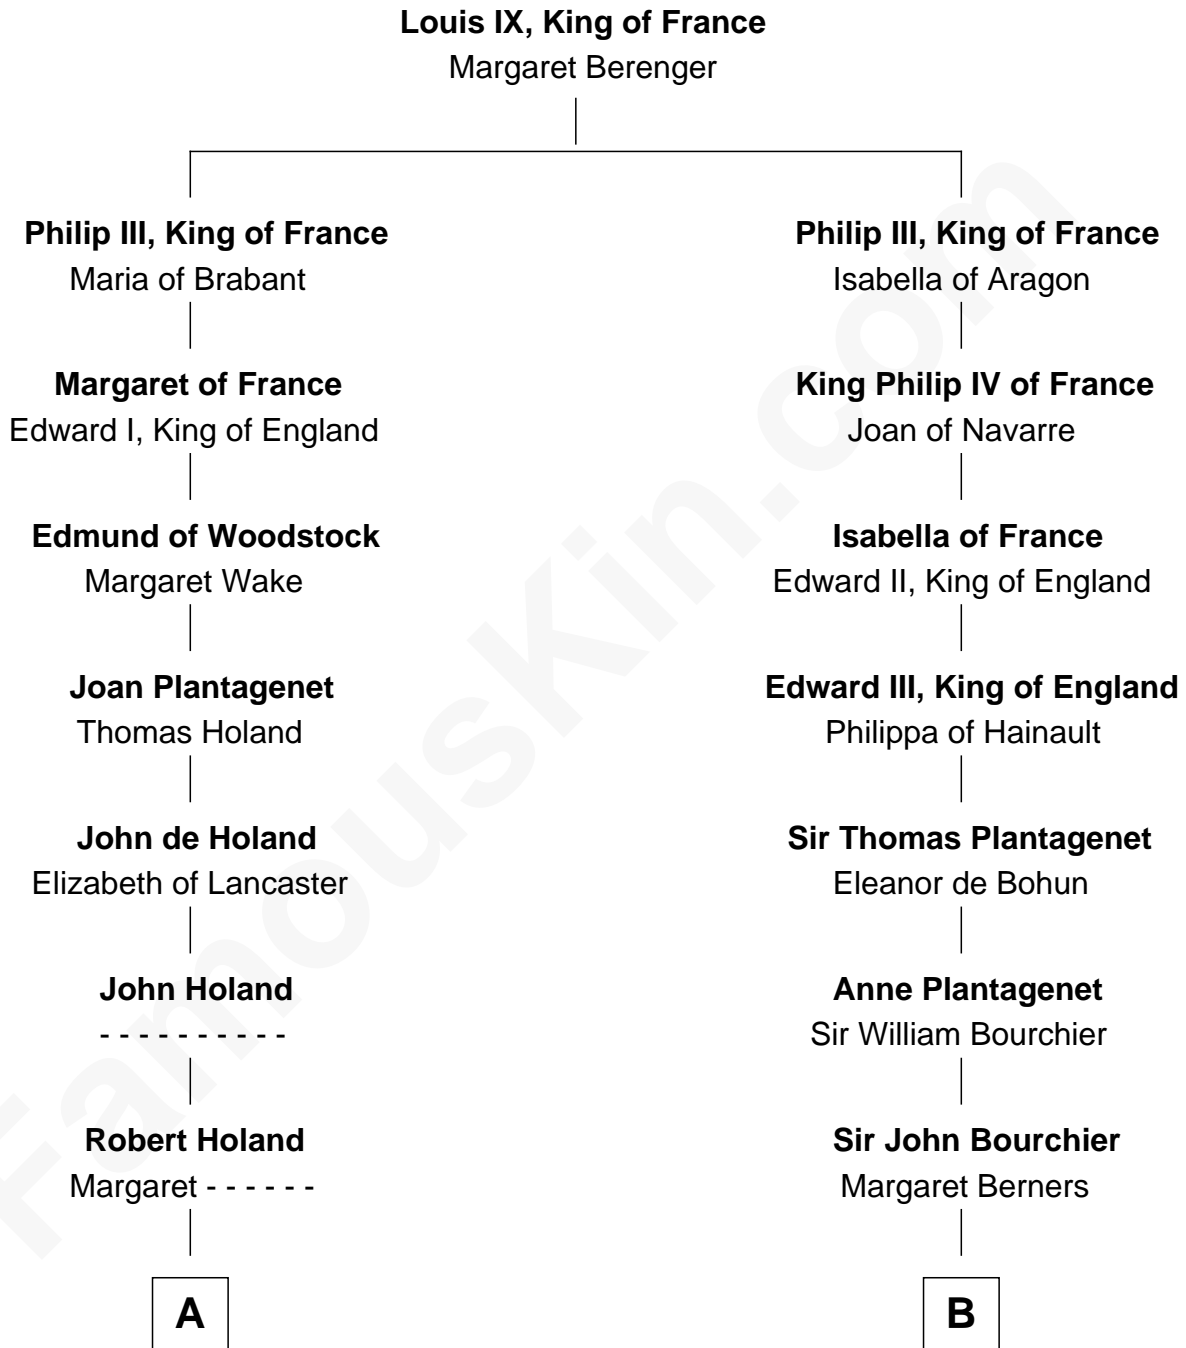 Louis IX, King of France
Margaret Berenger
Philip III, King of France
Maria of Brabant
Philip III, King of France
Isabella of Aragon
Margaret of France
Edward I, King of England
King Philip IV of France
Joan of Navarre
Edmund of Woodstock
Margaret Wake
Isabella of France
Edward II, King of England
Joan Plantagenet
Thomas Holand
Edward III, King of England
Philippa of Hainault
John de Holand
Elizabeth of Lancaster
Sir Thomas Plantagenet
Eleanor de Bohun
John Holand
- - - - - - - - - -
Anne Plantagenet
Sir William Bourchier
Robert Holand
Margaret - - - - - -
Sir John Bourchier
Margaret Berners
A
B
FamousKin.com